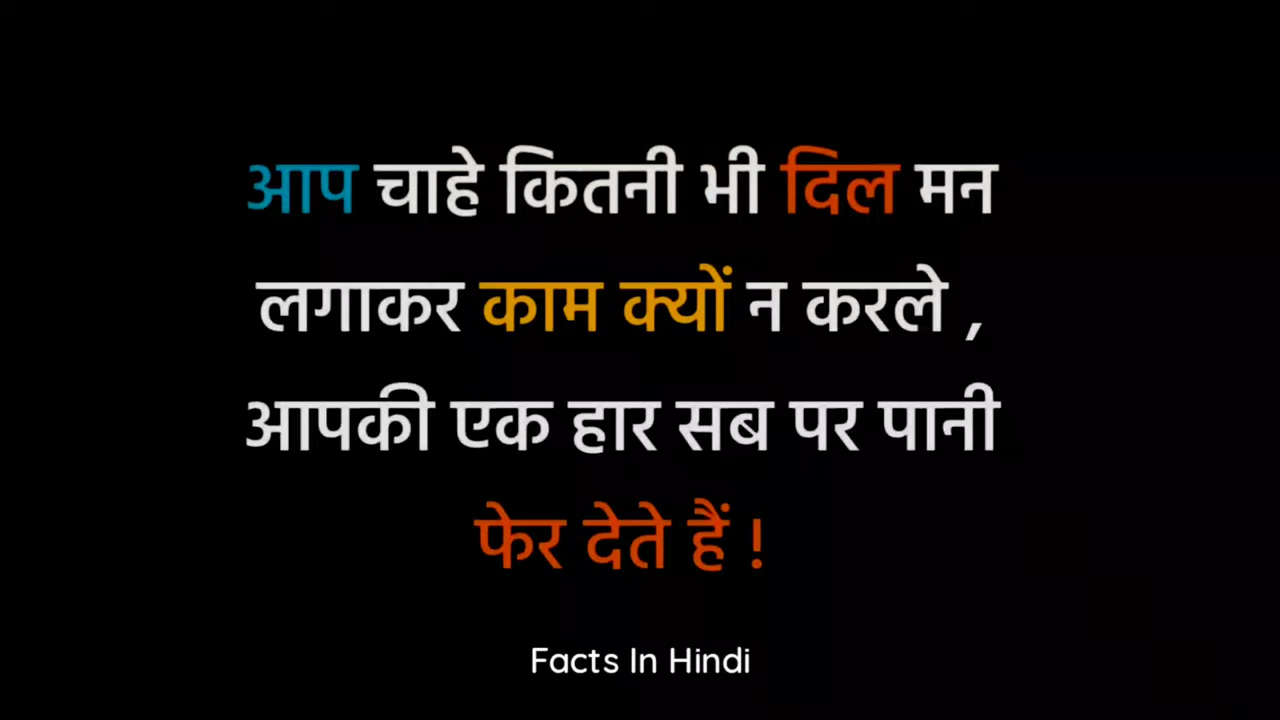 आप चाहे कितनी भी दिल मन
लगाकर काम क्यों न करले ,
आपकी एक हार सब पर पानी
फेर देते हैं !
Facts In Hindi